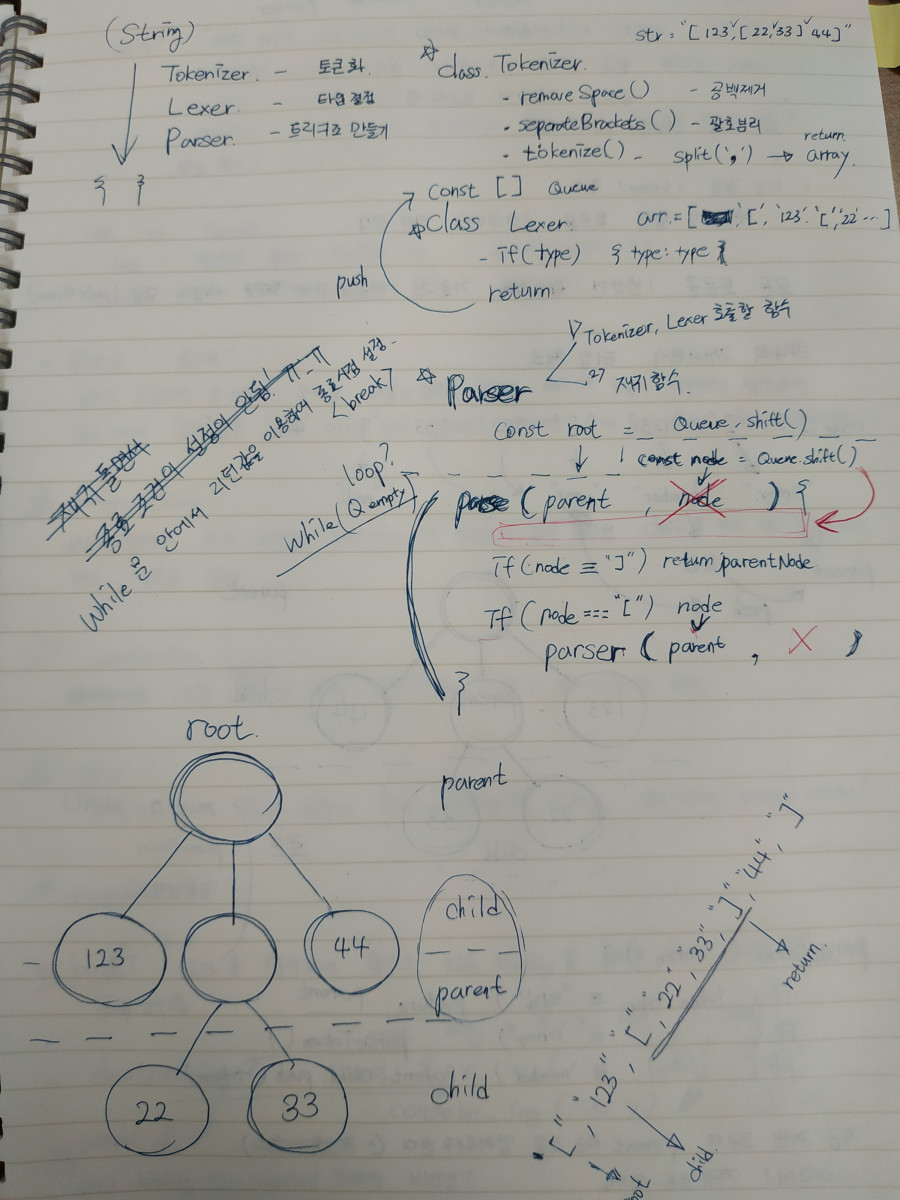 (String)
Tokenizer. - 토큰화
Lexer - 타입 결정
Parser - 트리구조 만들기
{ }
str = "[123,[22,33]44]"
☆ class Tokenizer
· removeSpace() - 공백제거
· seperateBrackets() - 괄호분리
· tokenize() - split(',') → return array.
Const [] Queue
☆ Class Lexer. arr.=['[', '123' '[','22' ...]
- if(type) { type: type }
push
return
☆ Parser
1) Tokenizer, Lexer 호출할 함수
2) 재귀함수.
const root = Queue.shift()
const node = Queue.shift()
parse ( parent , node ) {
if(node = "]") return parentNode
if ( node === "[") node
parser ( parent , X )
}
loop?
while(Q empty)
재귀 돌면서
종료 조건의 설정이 안됨! ㅠ_ㅠ
while 문 안에서 리턴값을 이용하여 종료시점 설정-
<break>
root.
parent
123
44
child
parent
22
33
child
"[", 123", "[", "22", "33", "]", "44", "]"
return
child